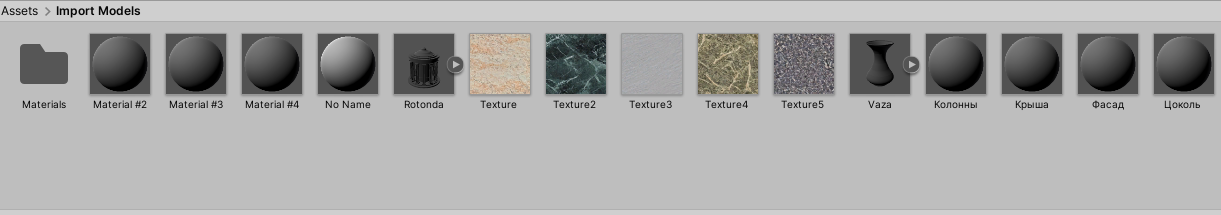 Assets > Import Models
Materials Material #2 Material #3 Material #4 No Name Rotonda Texture Texture2 Texture3 Texture4 Texture5 Vaza Колонны Крыша Фасад Цоколь